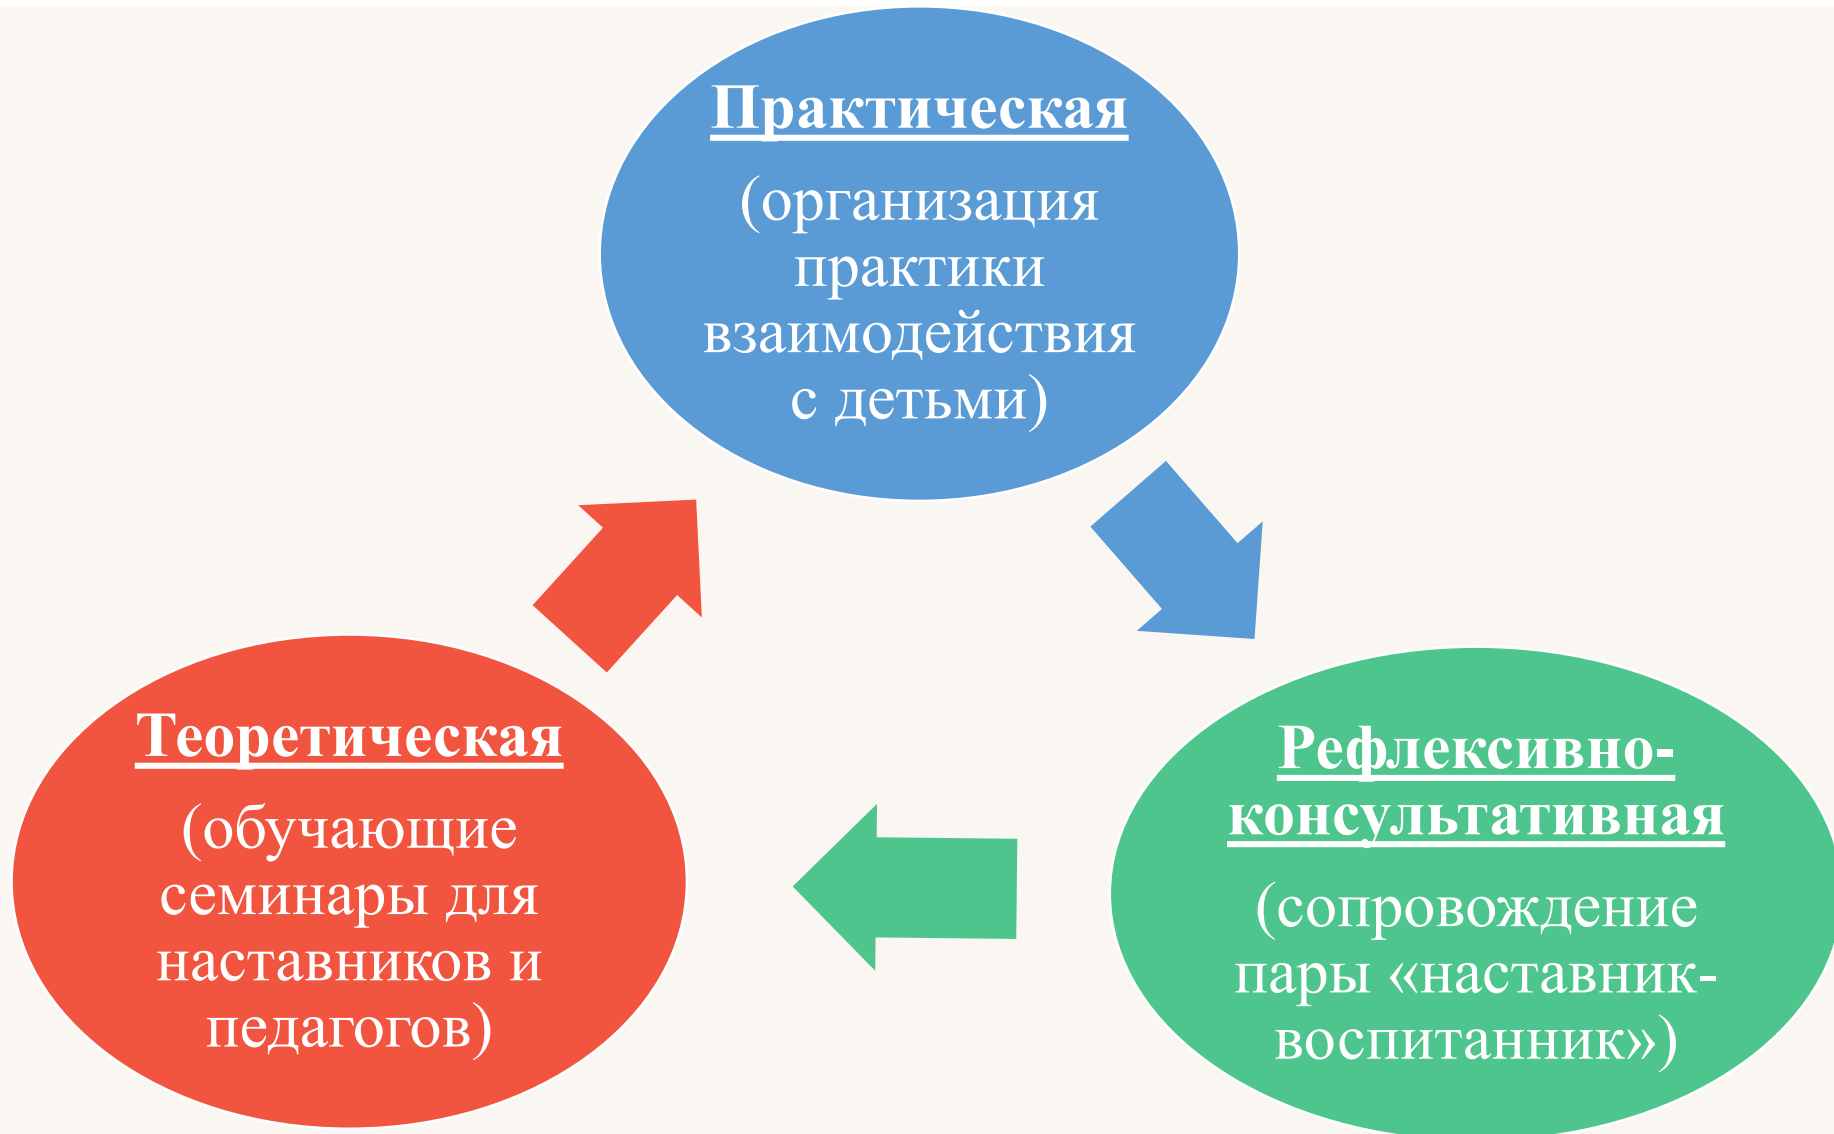 Практическая
(организация
практики
взаимодействия
с детьми)
Теоретическая
(обучающие
семинары для
наставников и
педагогов)
Рефлексивно-
консультативная
(сопровождение
пары «наставник-
воспитанник»)